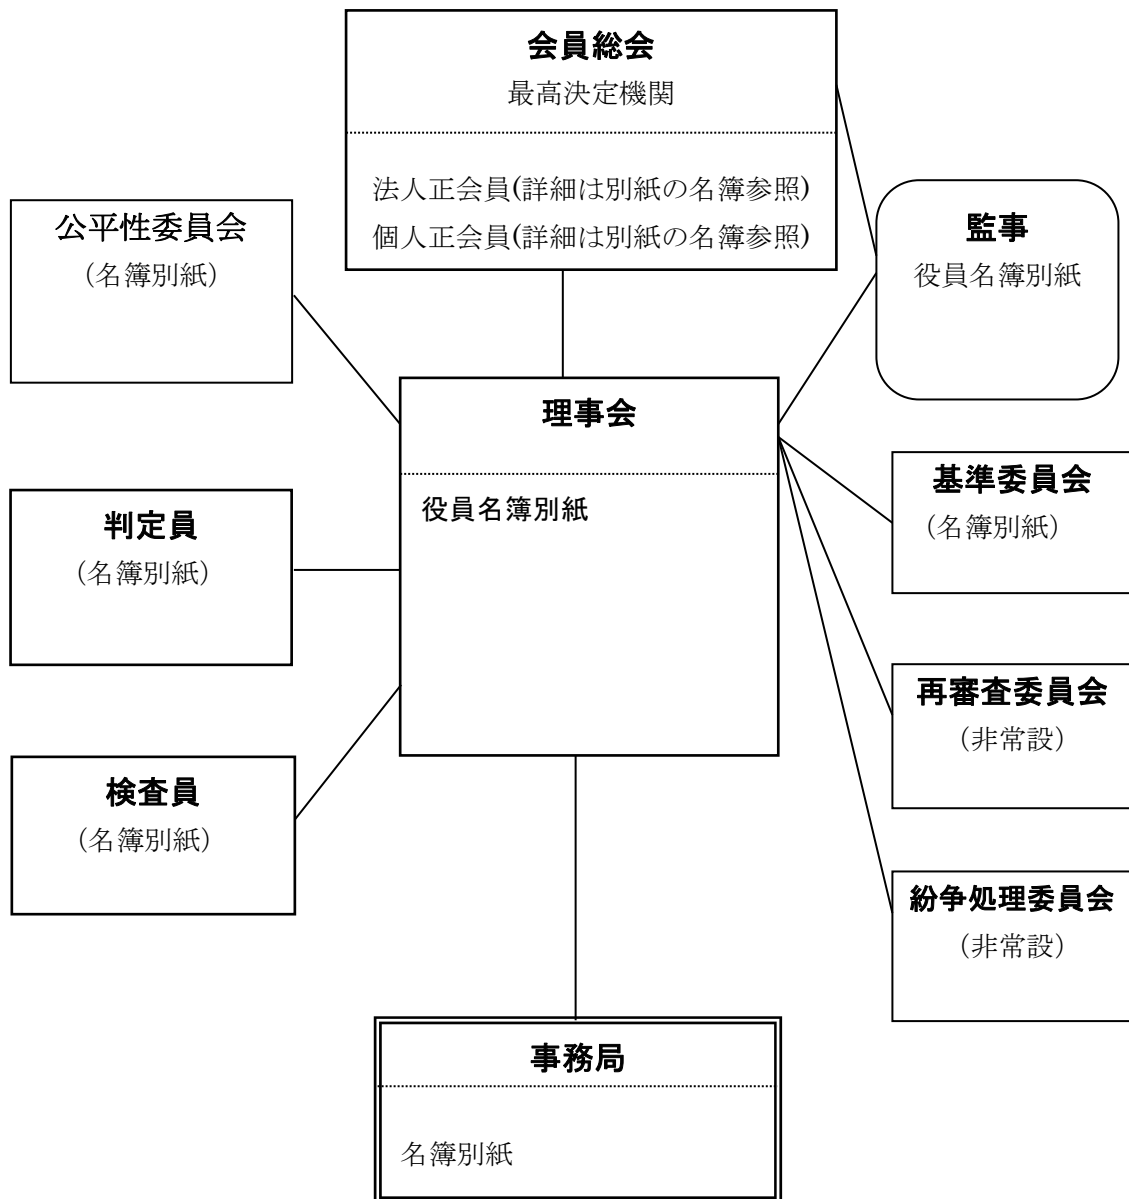 会員総会
最高決定機関
法人正会員(詳細は別紙の名簿参照)
個人正会員(詳細は別紙の名簿参照)
公平性委員会
（名簿別紙）
監事
役員名簿別紙
理事会
役員名簿別紙
基準委員会
（名簿別紙）
判定員
（名簿別紙）
再審査委員会
（非常設）
検査員
（名簿別紙）
紛争処理委員会
（非常設）
事務局
名簿別紙